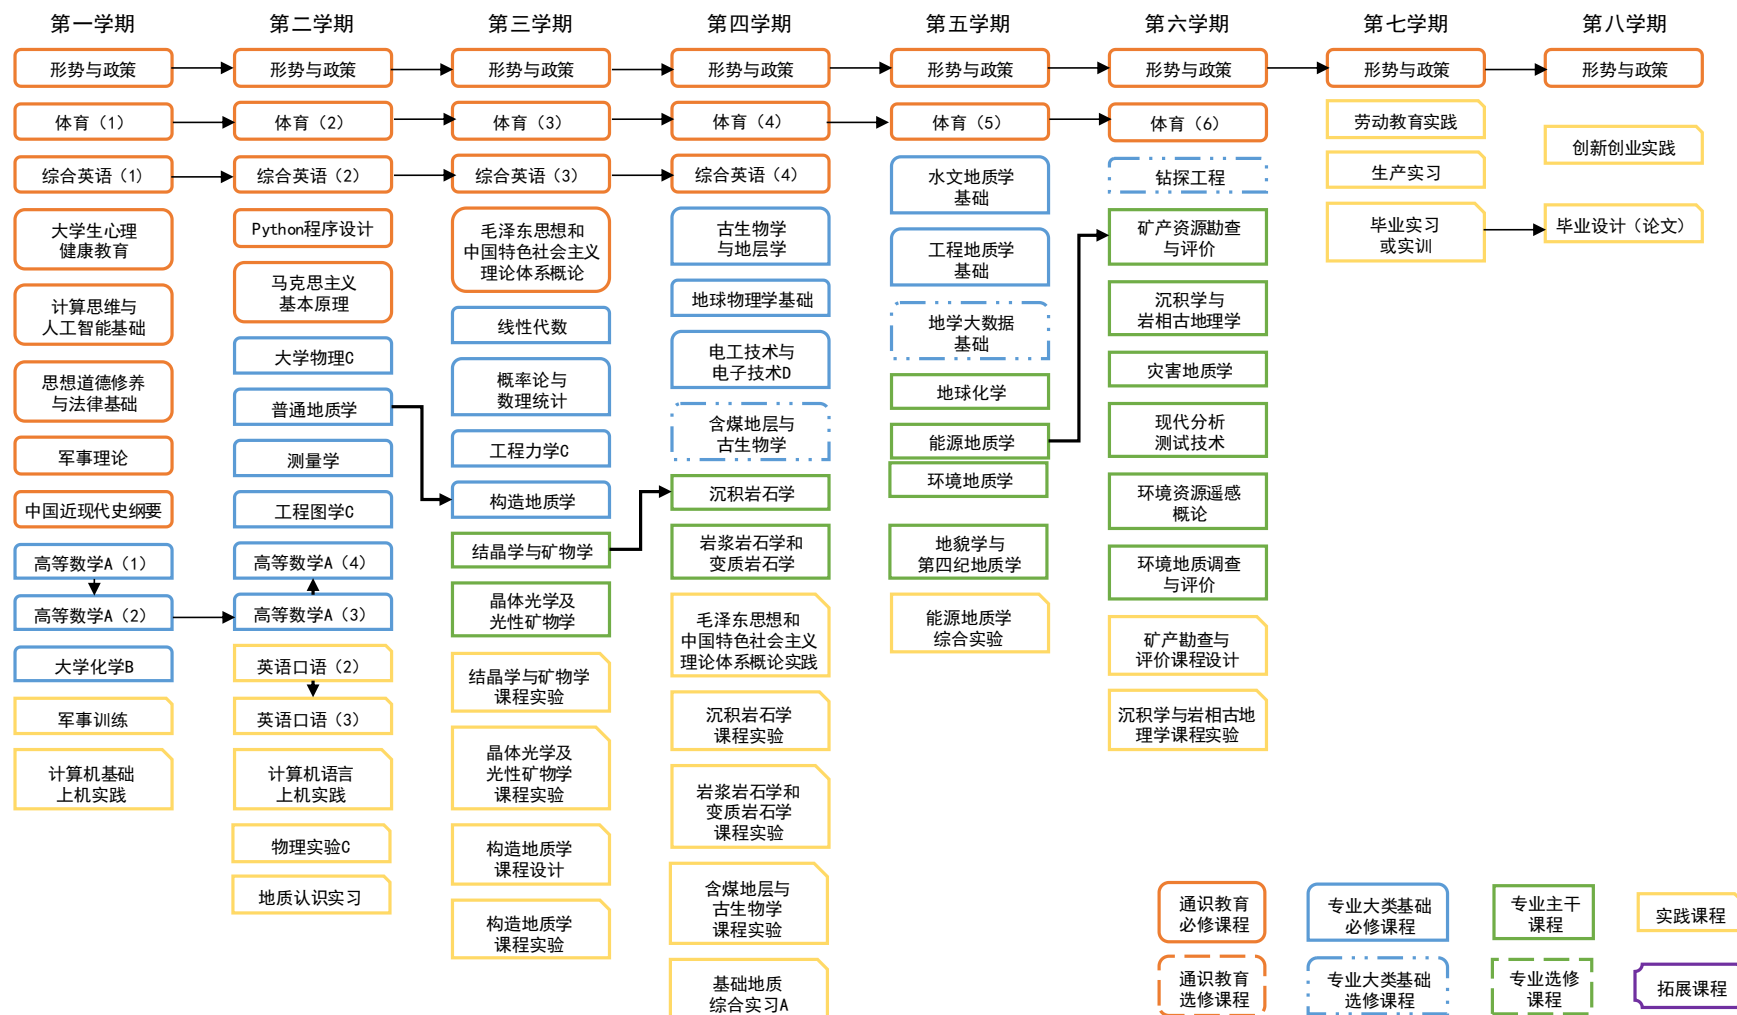 第一学期
第二学期
第三学期
第四学期
第五学期
第六学期
第七学期
第八学期
形势与政策
形势与政策
形势与政策
形势与政策
形势与政策
形势与政策
形势与政策
形势与政策
体育（1）
体育（2）
体育（3）
体育（4）
体育（5）
体育（6）
劳动教育实践
创新创业实践
综合英语（1）
综合英语（2）
综合英语（3）
综合英语（4）
水文地质学
基础
钻探工程
生产实习
大学生心理
健康教育
Python程序设计
毛泽东思想和
中国特色社会主义
理论体系概论
古生物学
与地层学
工程地质学
基础
矿产资源勘查
与评价
毕业实习
或实训
毕业设计（论文）
计算思维与
人工智能基础
马克思主义
基本原理
线性代数
地球物理学基础
地学大数据
基础
沉积学与
岩相古地理学
思想道德修养
与法律基础
大学物理C
概率论与
数理统计
电工技术与
电子技术D
地球化学
灾害地质学
军事理论
普通地质学
工程力学C
含煤地层与
古生物学
能源地质学
现代分析
测试技术
中国近现代史纲要
测量学
构造地质学
沉积岩石学
环境地质学
环境资源遥感
概论
高等数学A（1）
工程图学C
结晶学与矿物学
岩浆岩石学和
变质岩石学
地貌学与
第四纪地质学
环境地质调查
与评价
高等数学A（2）
高等数学A（4）
高等数学A（3）
晶体光学及
光性矿物学
毛泽东思想和
中国特色社会主义
理论体系概论实践
能源地质学
综合实验
矿产勘查与
评价课程设计
大学化学B
英语口语（2）
结晶学与矿物学
课程实验
沉积岩石学
课程实验
沉积学与岩相古地
理学课程实验
军事训练
英语口语（3）
晶体光学及
光性矿物学
课程实验
岩浆岩石学和
变质岩石学
课程实验
计算机基础
上机实践
计算机语言
上机实践
构造地质学
课程设计
含煤地层与
古生物学
课程实验
物理实验C
地质认识实习
构造地质学
课程实验
基础地质
综合实习A
通识教育
必修课程
专业大类基础
必修课程
专业主干
课程
实践课程
通识教育
选修课程
专业大类基础
选修课程
专业选修
课程
拓展课程